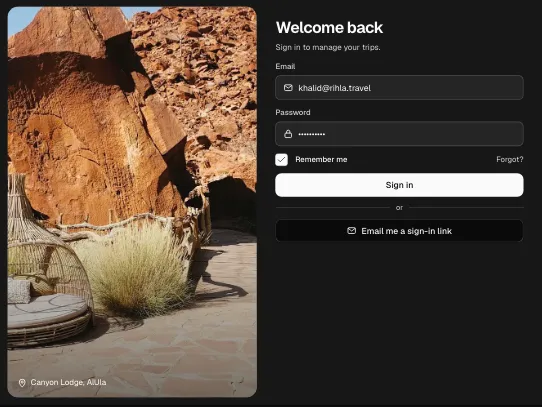 Welcome back
Sign in to manage your trips.
Email
khalid@rihla.travel
Password
••••••••••
Remember me
Forgot?
Sign in
or
Email me a sign-in link
Canyon Lodge, AlUla